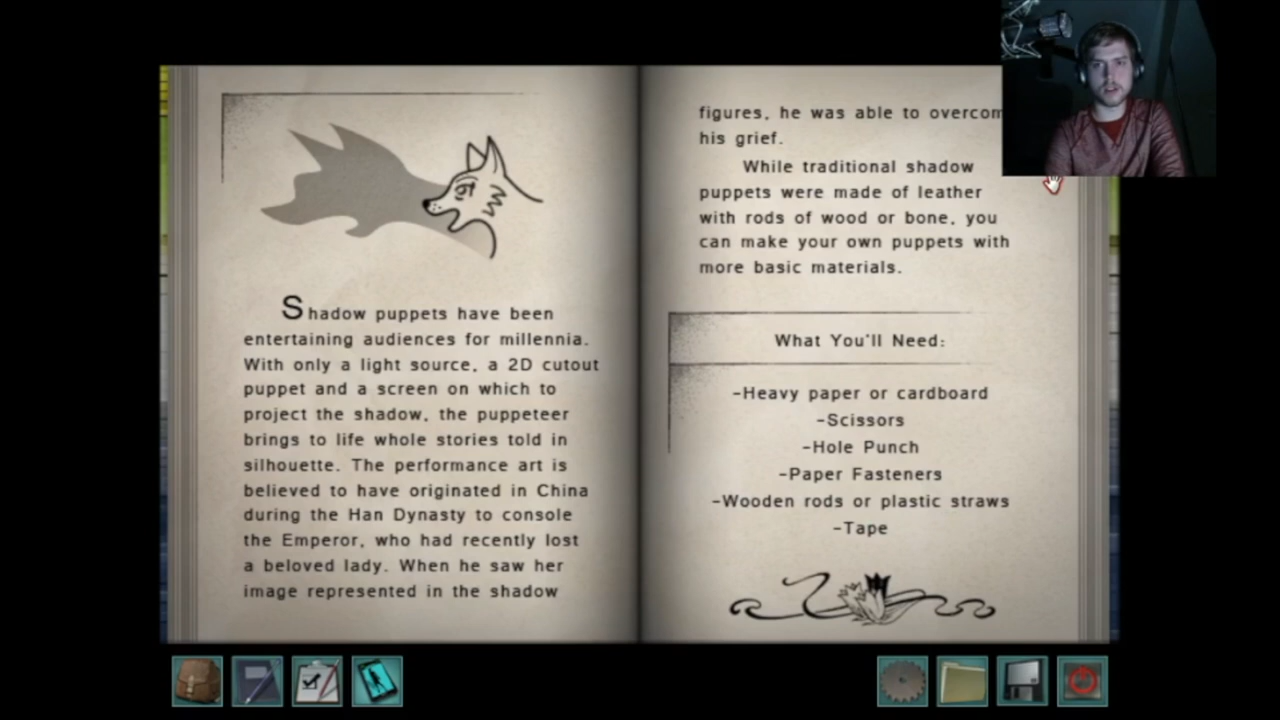 Shadow puppets have been
entertaining audiences for millennia.
With only a light source, a 2D cutout
puppet and a screen on which to
project the shadow, the puppeteer
brings to life whole stories told in
silhouette. The performance art is
believed to have originated in China
during the Han Dynasty to console
the Emperor, who had recently lost
a beloved lady. When he saw her
image represented in the shadow
figures, he was able to overcom
his grief.
While traditional shadow
puppets were made of leather
with rods of wood or bone, you
can make your own puppets with
more basic materials.
What You'll Need:
-Heavy paper or cardboard
-Scissors
-Hole Punch
-Paper Fasteners
-Wooden rods or plastic straws
-Tape